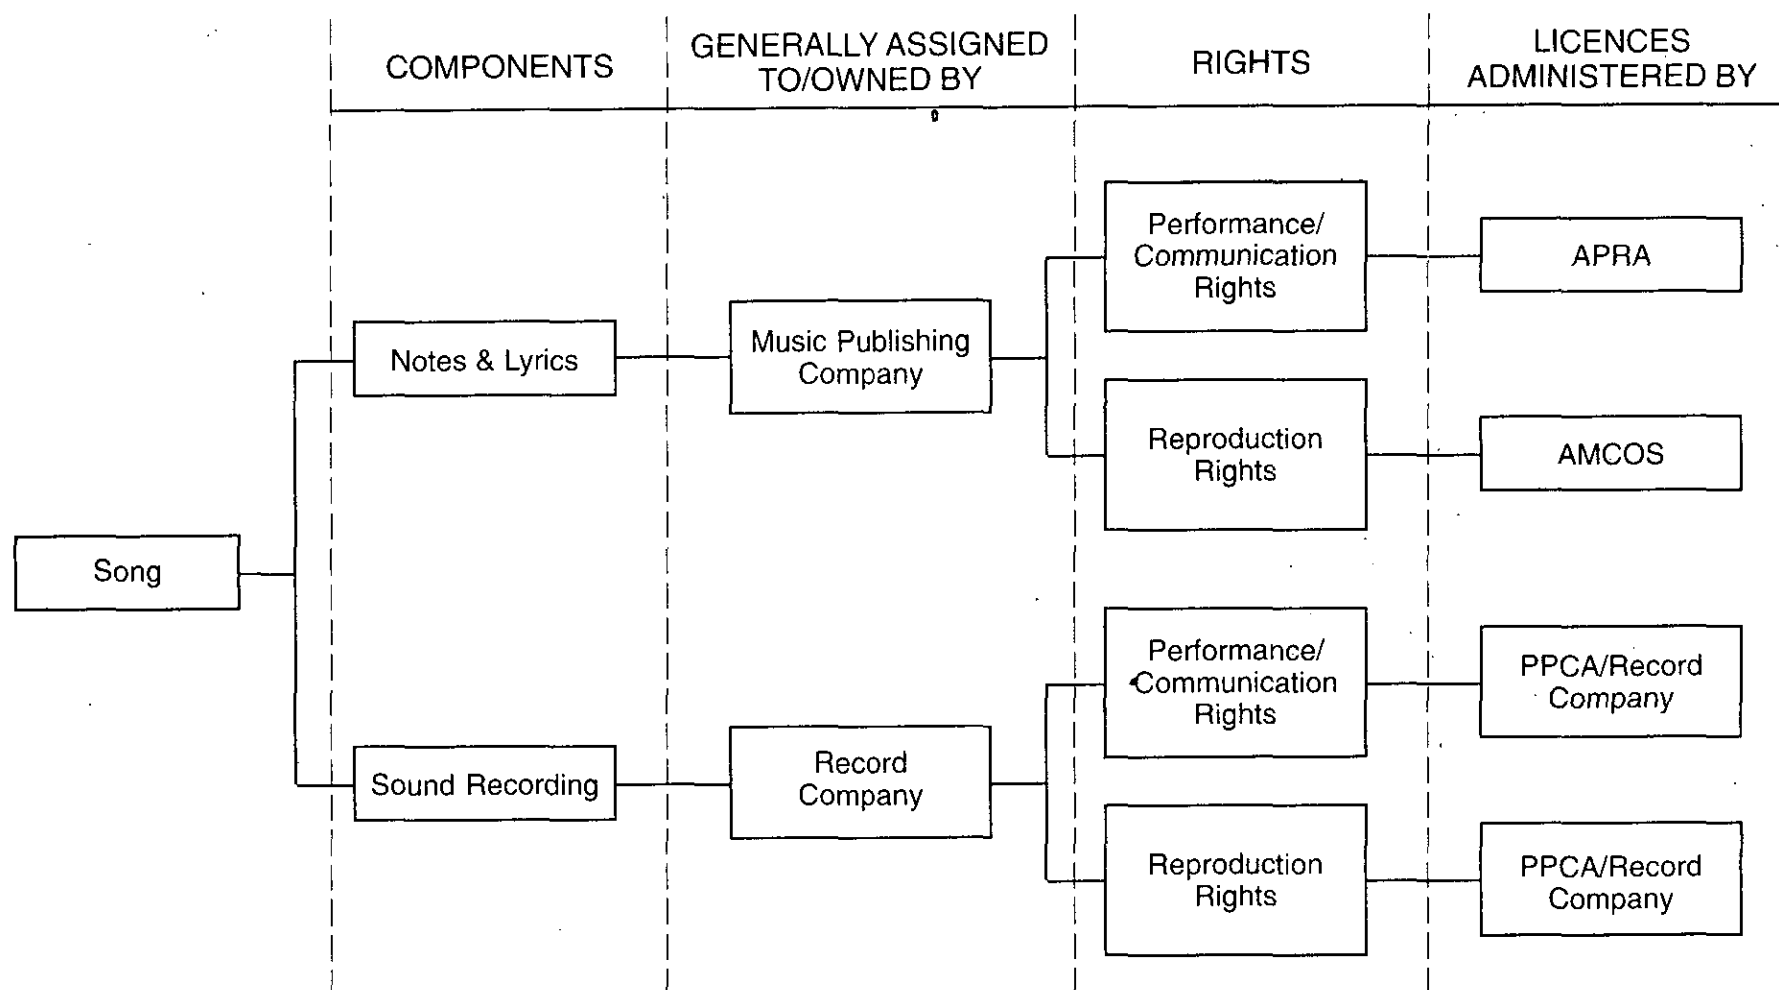 COMPONENTS
GENERALLY ASSIGNED
TO/OWNED BY
RIGHTS
LICENCES
ADMINISTERED BY
Song
Notes & Lyrics
Music Publishing
Company
Performance/
Communication
Rights
APRA
Reproduction
Rights
AMCOS
Sound Recording
Record
Company
Performance/
Communication
Rights
PPCA/Record
Company
Reproduction
Rights
PPCA/Record
Company